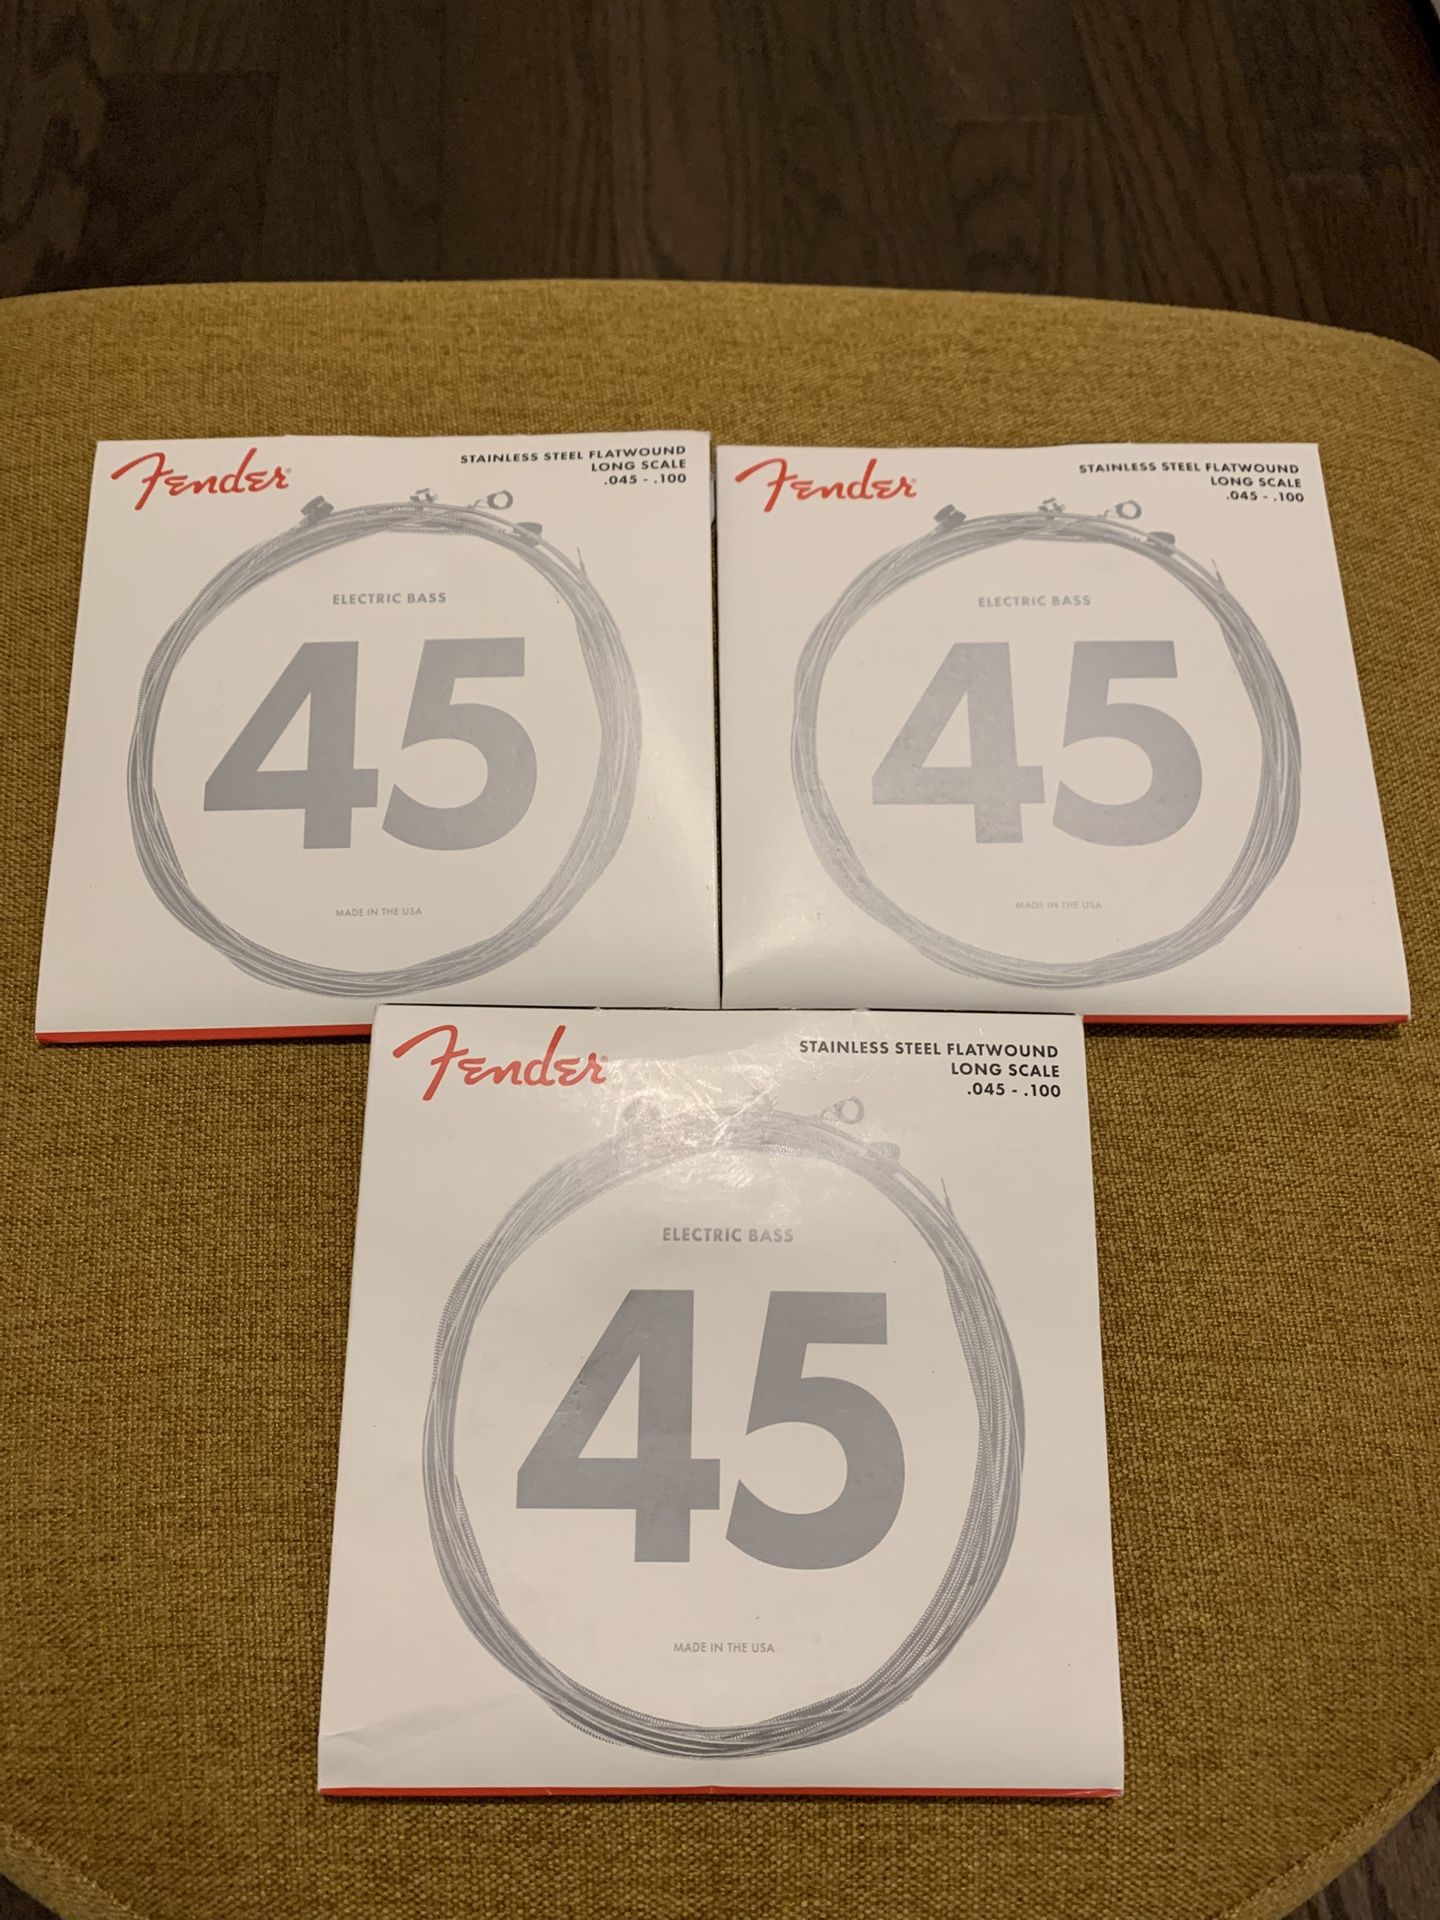 Fender
STAINLESS STEEL FLATWOUND
LONG SCALE
.045 - .100
ELECTRIC BASS
45
MADE IN THE USA
Fender
STAINLESS STEEL FLATWOUND
LONG SCALE
.045 - .100
ELECTRIC BASS
45
MADE IN THE USA
Fender
STAINLESS STEEL FLATWOUND
LONG SCALE
.045 - .100
ELECTRIC BASS
45
MADE IN THE USA